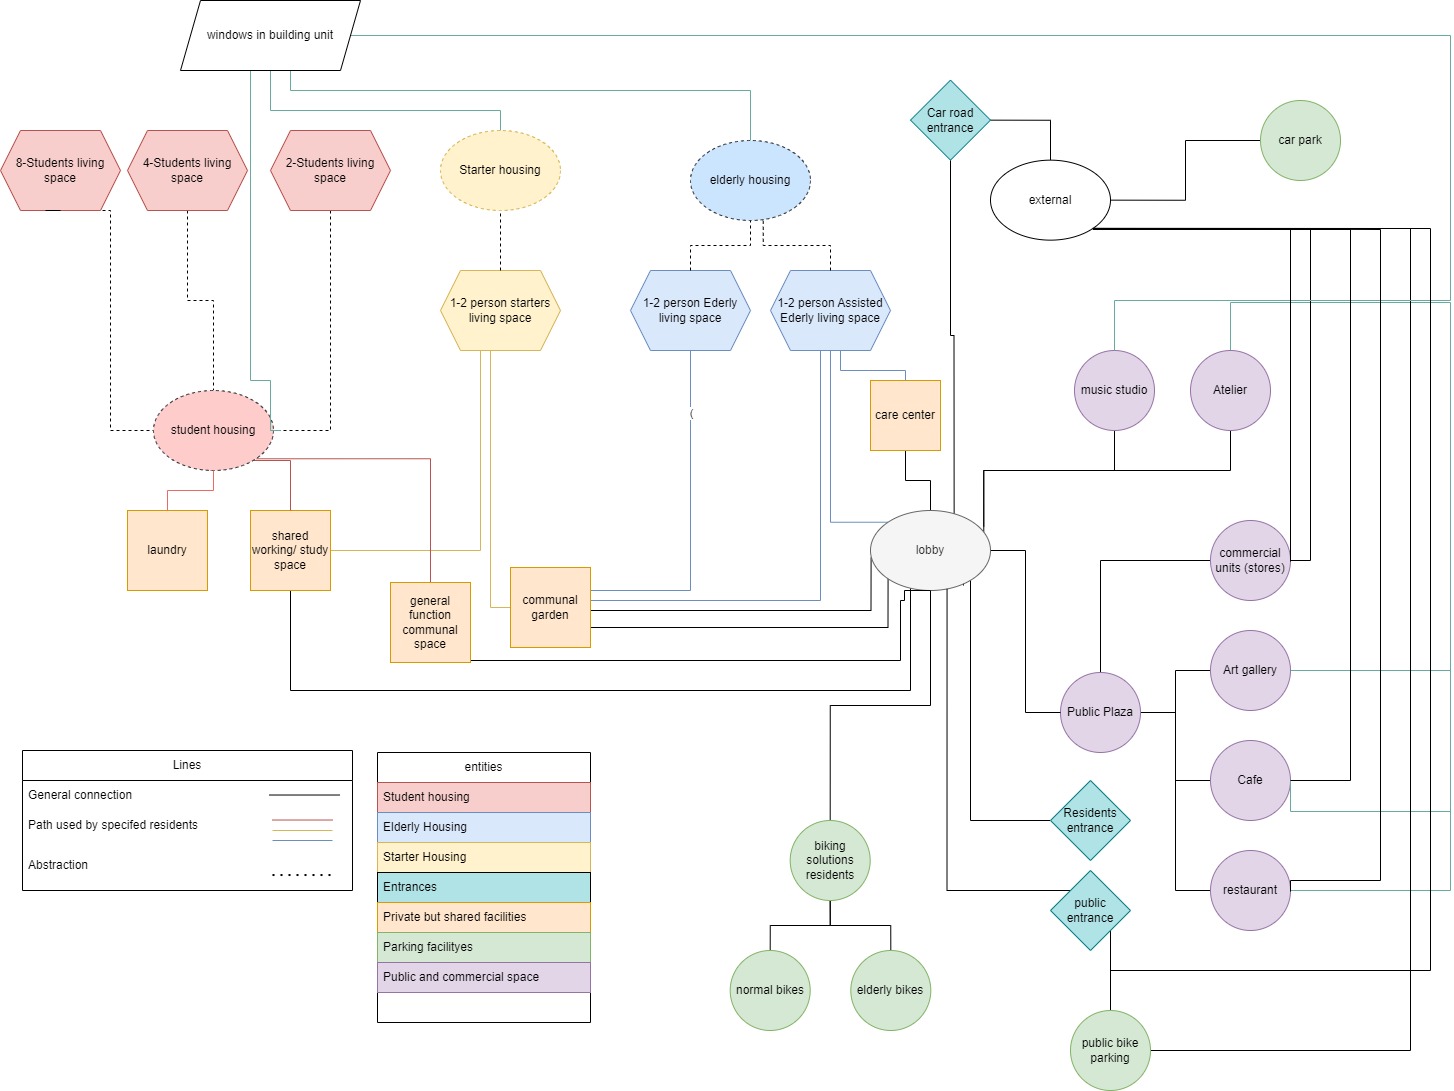 windows in building unit
Car road
entrance
car park
8-Students living
space
4-Students living
space
2-Students living
space
Starter housing
elderly housing
external
1-2 person starters
living space
1-2 person Ederly
living space
1-2 person Assisted
Ederly living space
music studio
Atelier
care center
(
student housing
laundry
shared
working/ study
space
lobby
commercial
units (stores)
general
function
communal
space
communal
garden
Art gallery
Public Plaza
Cafe
Residents
entrance
biking
solutions
residents
restaurant
public
entrance
normal bikes
elderly bikes
public bike
parking
Lines
General connection
Path used by specifed residents
Abstraction
entities
Student housing
Elderly Housing
Starter Housing
Entrances
Private but shared facilities
Parking facilityes
Public and commercial space